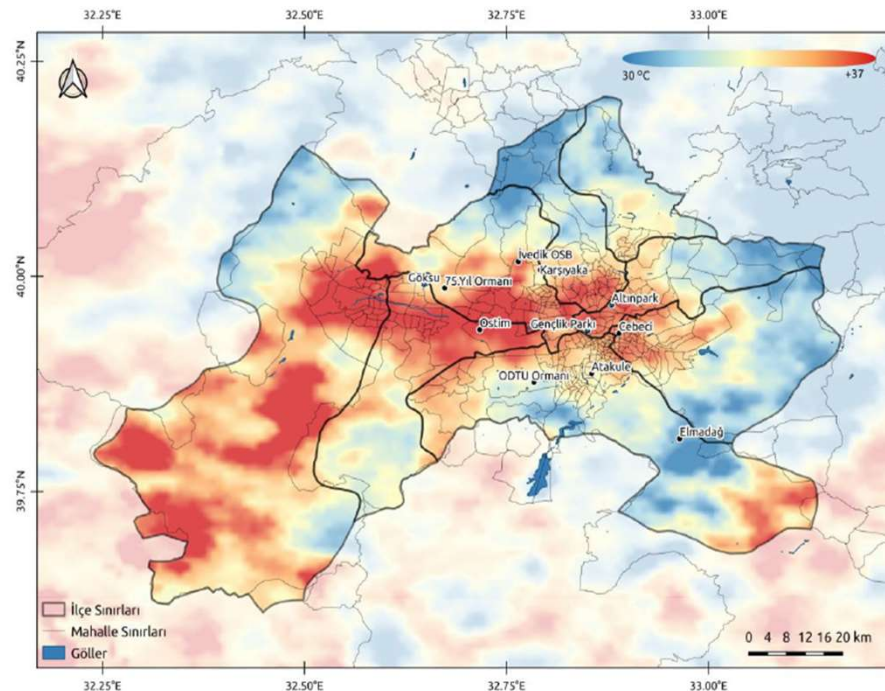 32.25°E 32.50°E 32.75°E 33.00°E
40.25°N
30 °C +37
İvedik OSB
Karşıyaka
40.00°N
Göksu 75.Yıl Ormanı
Altınpark
Ostim Gençlik Parkı Cebeci
ODTÜ Ormanı Atakule
Elmadağ
39.75°N
İlçe Sınırları
Mahalle Sınırları
Göller
0 4 8 12 16 20 km
32.25°E 32.50°E 32.75°E 33.00°E